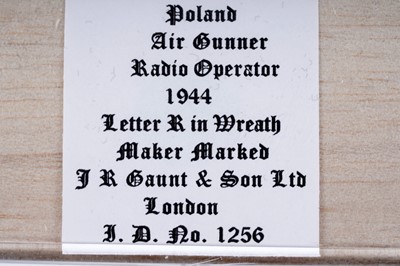 Poland
Air Gunner
Radio Operator
1944
Letter R in Wreath
Maker Marked
J R Gaunt & Son Ltd
London
I. D. No. 1256